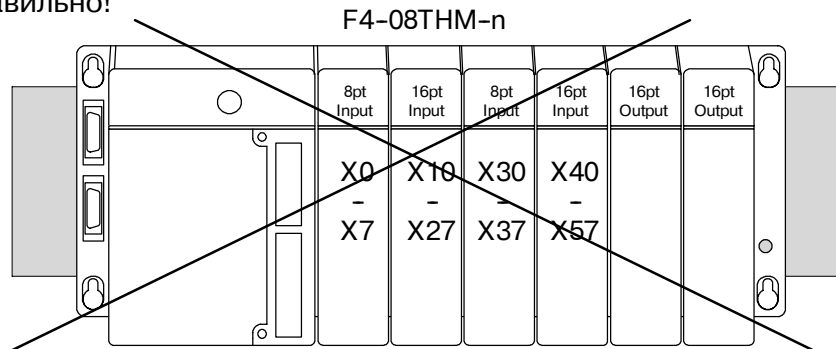 авильно!
F4-08THM-n
8pt 16pt 8pt 16pt 16pt 16pt
Input Input Input Input Output Output
X0 X10 X30 X40
- - - -
X7 X27 X37 X57